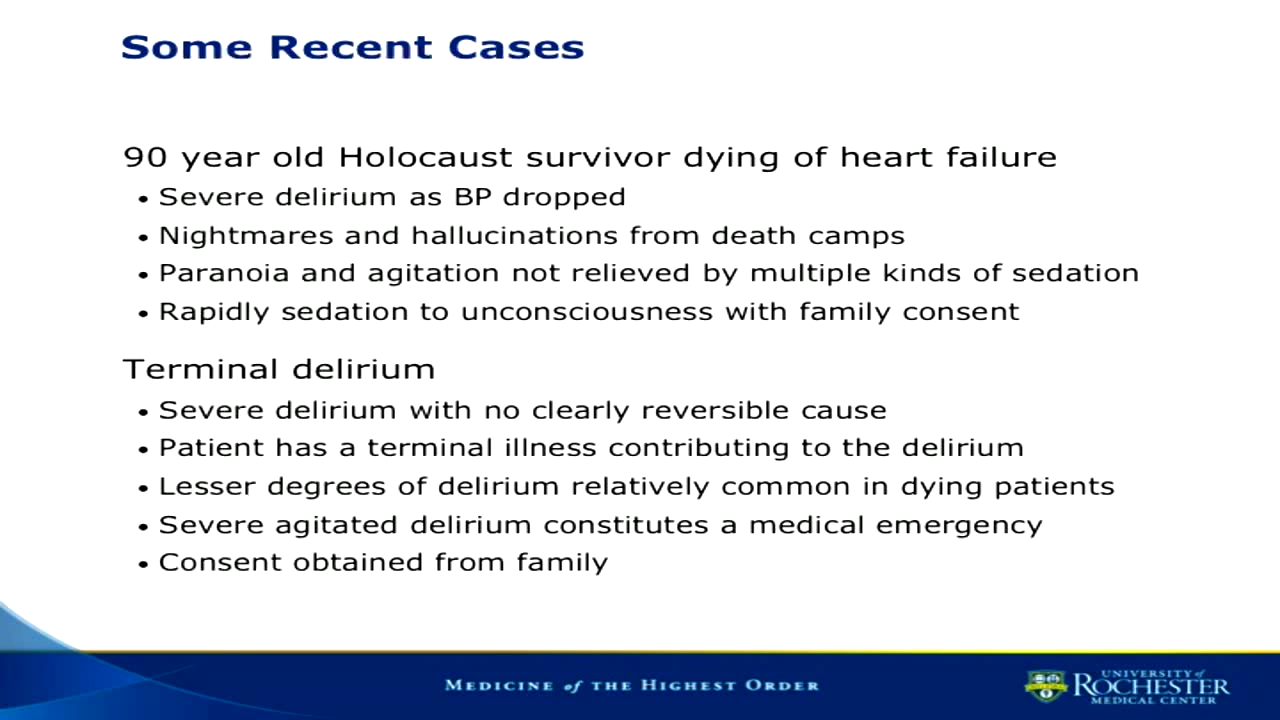 Some Recent Cases
90 year old Holocaust survivor dying of heart failure
• Severe delirium as BP dropped
• Nightmares and hallucinations from death camps
• Paranoia and agitation not relieved by multiple kinds of sedation
• Rapidly sedation to unconsciousness with family consent
Terminal delirium
• Severe delirium with no clearly reversible cause
• Patient has a terminal illness contributing to the delirium
• Lesser degrees of delirium relatively common in dying patients
• Severe agitated delirium constitutes a medical emergency
• Consent obtained from family
MEDICINE of THE HIGHEST ORDER
UNIVERSITY of
ROCHESTER
MEDICAL CENTER